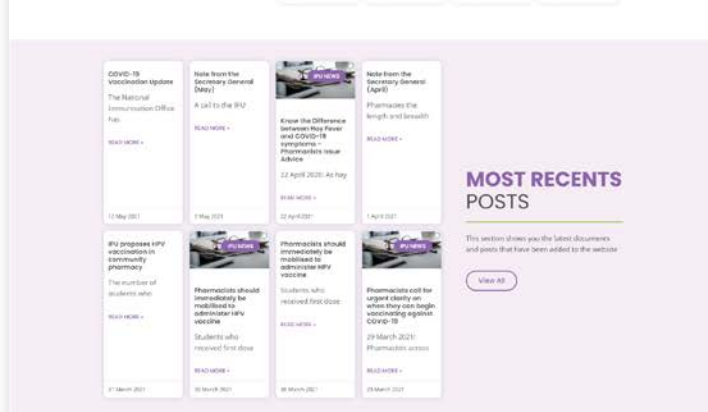 COVID-19
Vaccination Update
The National
Immunisation Office
has
READ MORE »
12 May 2021
Note from the
Secretary General
(May)
A call to the IPU
READ MORE »
IPU NEWS
Know the Difference
between Hay Fever
and COVID-19
symptoms –
Pharmacists Issue
Advice
22 April 2021: As hay
READ MORE »
22 April 2021
Note from the
Secretary General
(April)
Pharmacies the
length and breadth
READ MORE »
1 April 2021
IPU proposes HPV
vaccination in
community
pharmacy
The number of
students who
READ MORE »
31 March 2021
IPU NEWS
Pharmacists should
immediately be
mobilised to
administer HPV
vaccine
Students who
received first dose
READ MORE »
30 March 2021
Pharmacists should
immediately be
mobilised to
administer HPV
vaccine
Students who
received first dose
READ MORE »
30 March 2021
IPU NEWS
Pharmacists call for
urgent clarity on
when they can begin
vaccinating against
COVID-19
29 March 2021:
Pharmacists across
READ MORE »
29 March 2021
MOST RECENTS
POSTS
This section shows you the latest documents
and posts that have been added to the website
View All